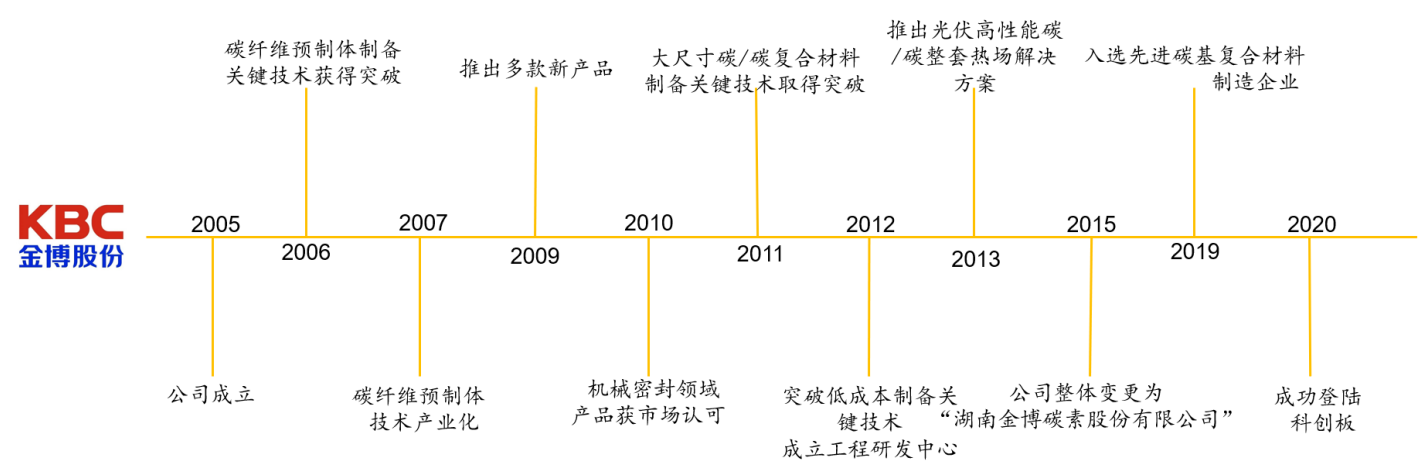 碳纤维预制体制备
关键技术获得突破
推出多款新产品
大尺寸碳/碳复合材料
制备关键技术取得突破
推出光伏高性能碳
/碳整套热场解决
方案
入选先进碳基复合材料
制造企业
KBC
金博股份
2005
2006
2007
2009
2010
2011
2012
2013
2015
2019
2020
公司成立
碳纤维预制体
技术产业化
机械密封领域
产品获市场认可
突破低成本制备关
键技术
成立工程研发中心
公司整体变更为
“湖南金博碳素股份有限公司”
成功登陆
科创板